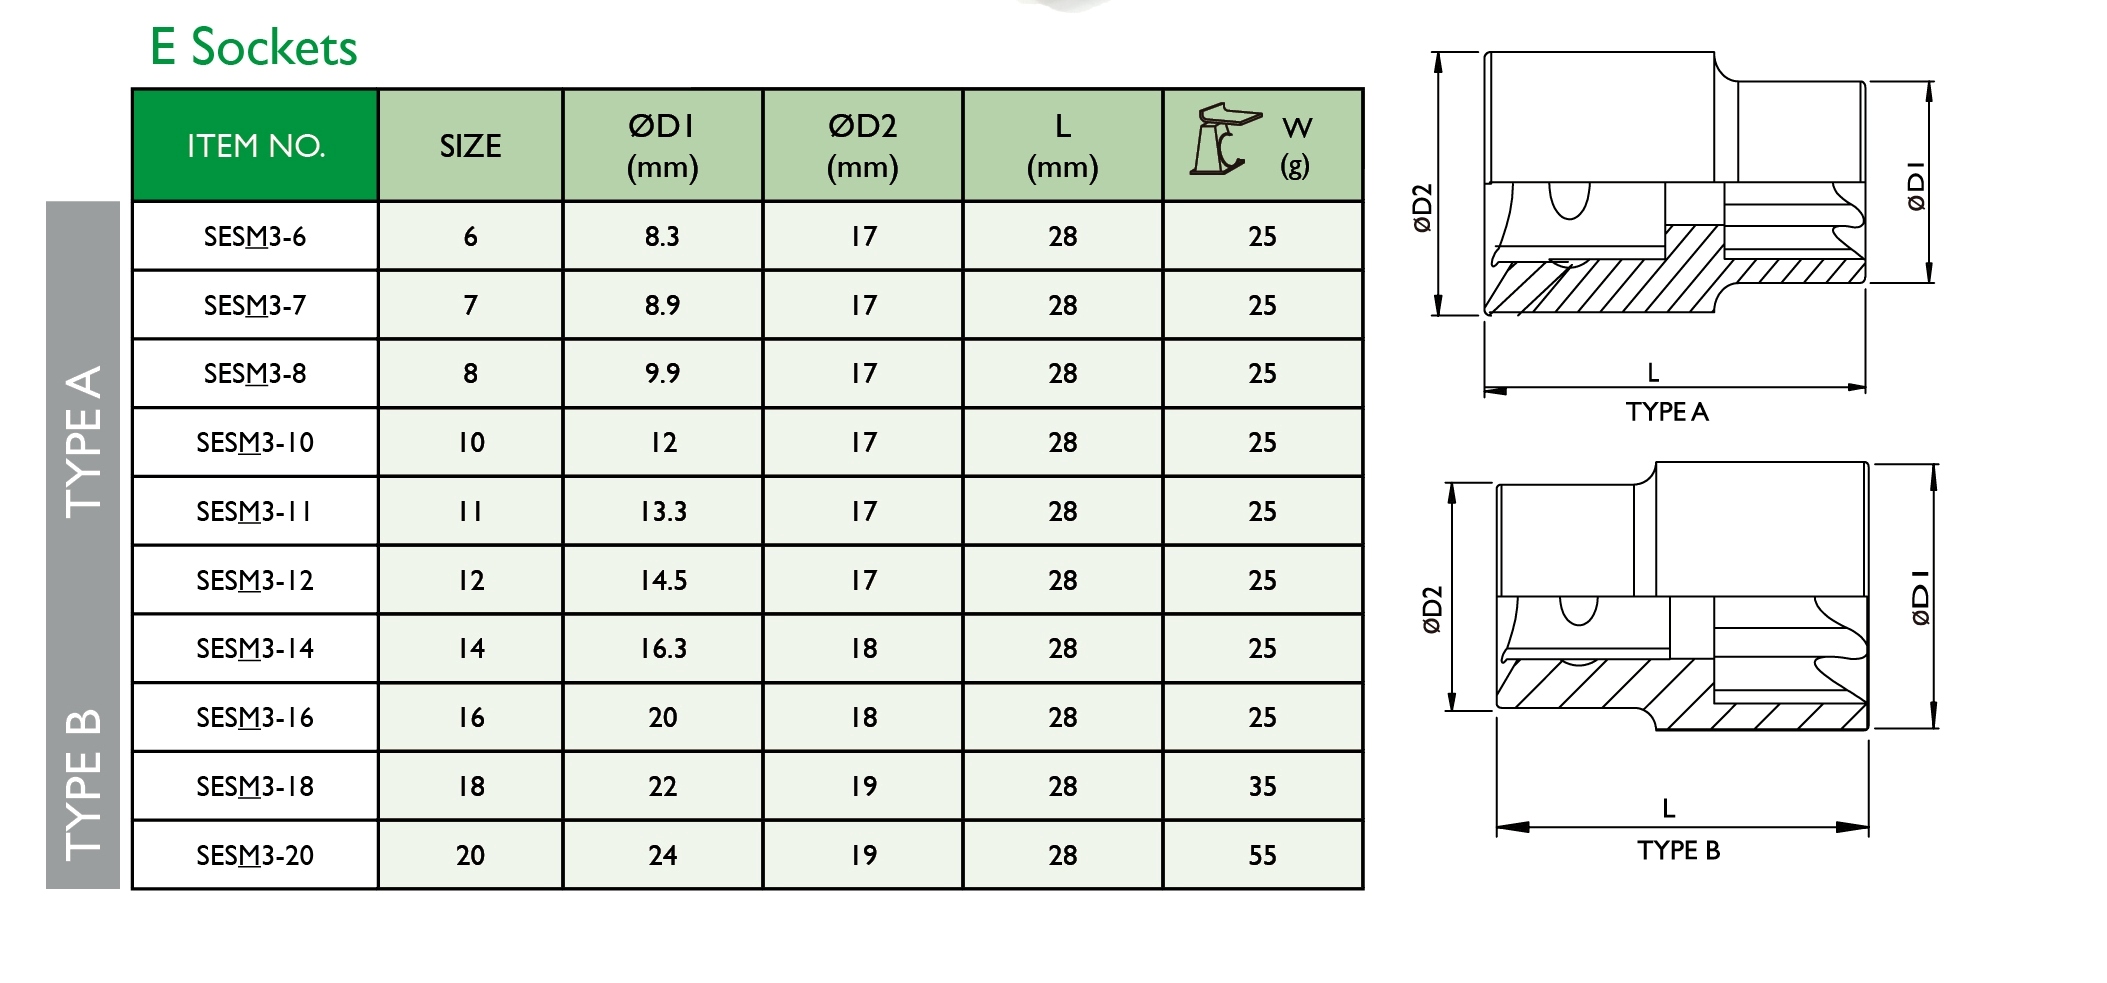 E Sockets
ITEM NO. SIZE ØD1 (mm) ØD2 (mm) L (mm) W (g)
TYPE A
SESM3-6 6 8.3 17 28 25
SESM3-7 7 8.9 17 28 25
SESM3-8 8 9.9 17 28 25
SESM3-10 10 12 17 28 25
SESM3-11 11 13.3 17 28 25
SESM3-12 12 14.5 17 28 25
SESM3-14 14 16.3 18 28 25
TYPE B
SESM3-16 16 20 18 28 25
SESM3-18 18 22 19 28 35
SESM3-20 20 24 19 28 55
ØD2
ØD1
L
TYPE A
ØD2
ØD1
L
TYPE B